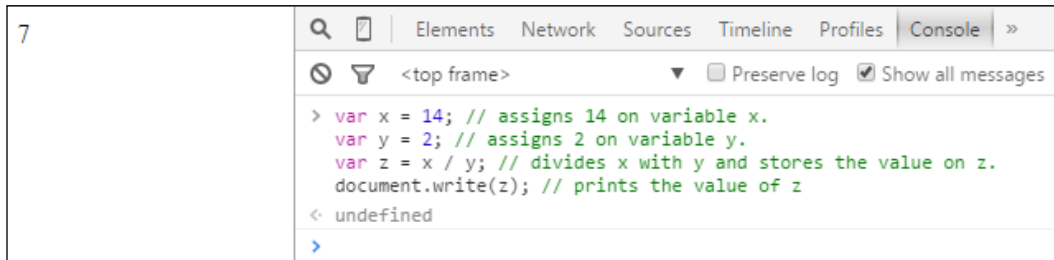 7
Elements Network Sources Timeline Profiles Console »
<top frame> ▼ Preserve log Show all messages
> var x = 14; // assigns 14 on variable x.
var y = 2; // assigns 2 on variable y.
var z = x / y; // divides x with y and stores the value on z.
document.write(z); // prints the value of z
<· undefined
>